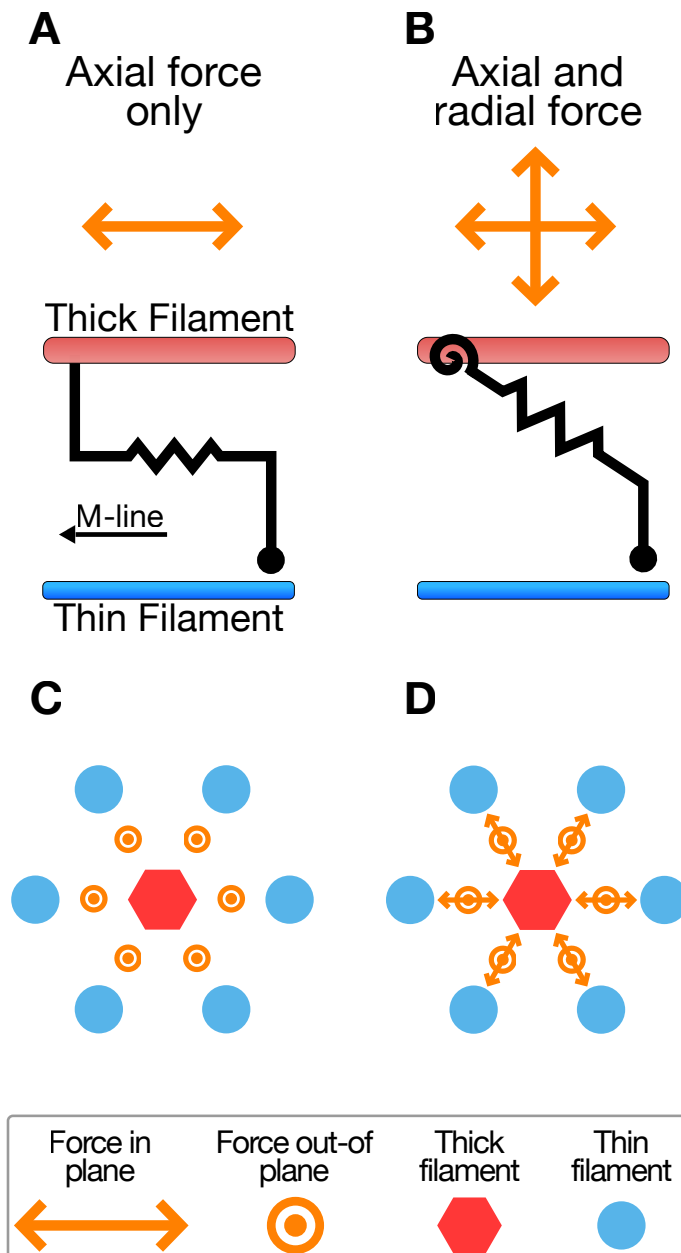 A
Axial force
only
B
Axial and
radial force
Thick Filament
M-line
Thin Filament
C
D
Force in
plane
Force out-of
plane
Thick
filament
Thin
filament